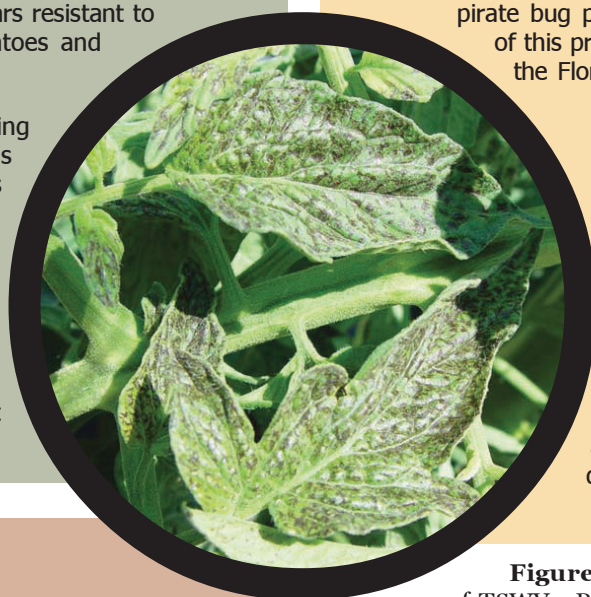 rs resistant to
atoes and
ing
s
s
pirate bug p
of this pr
the Flor
Figure
of TSWV